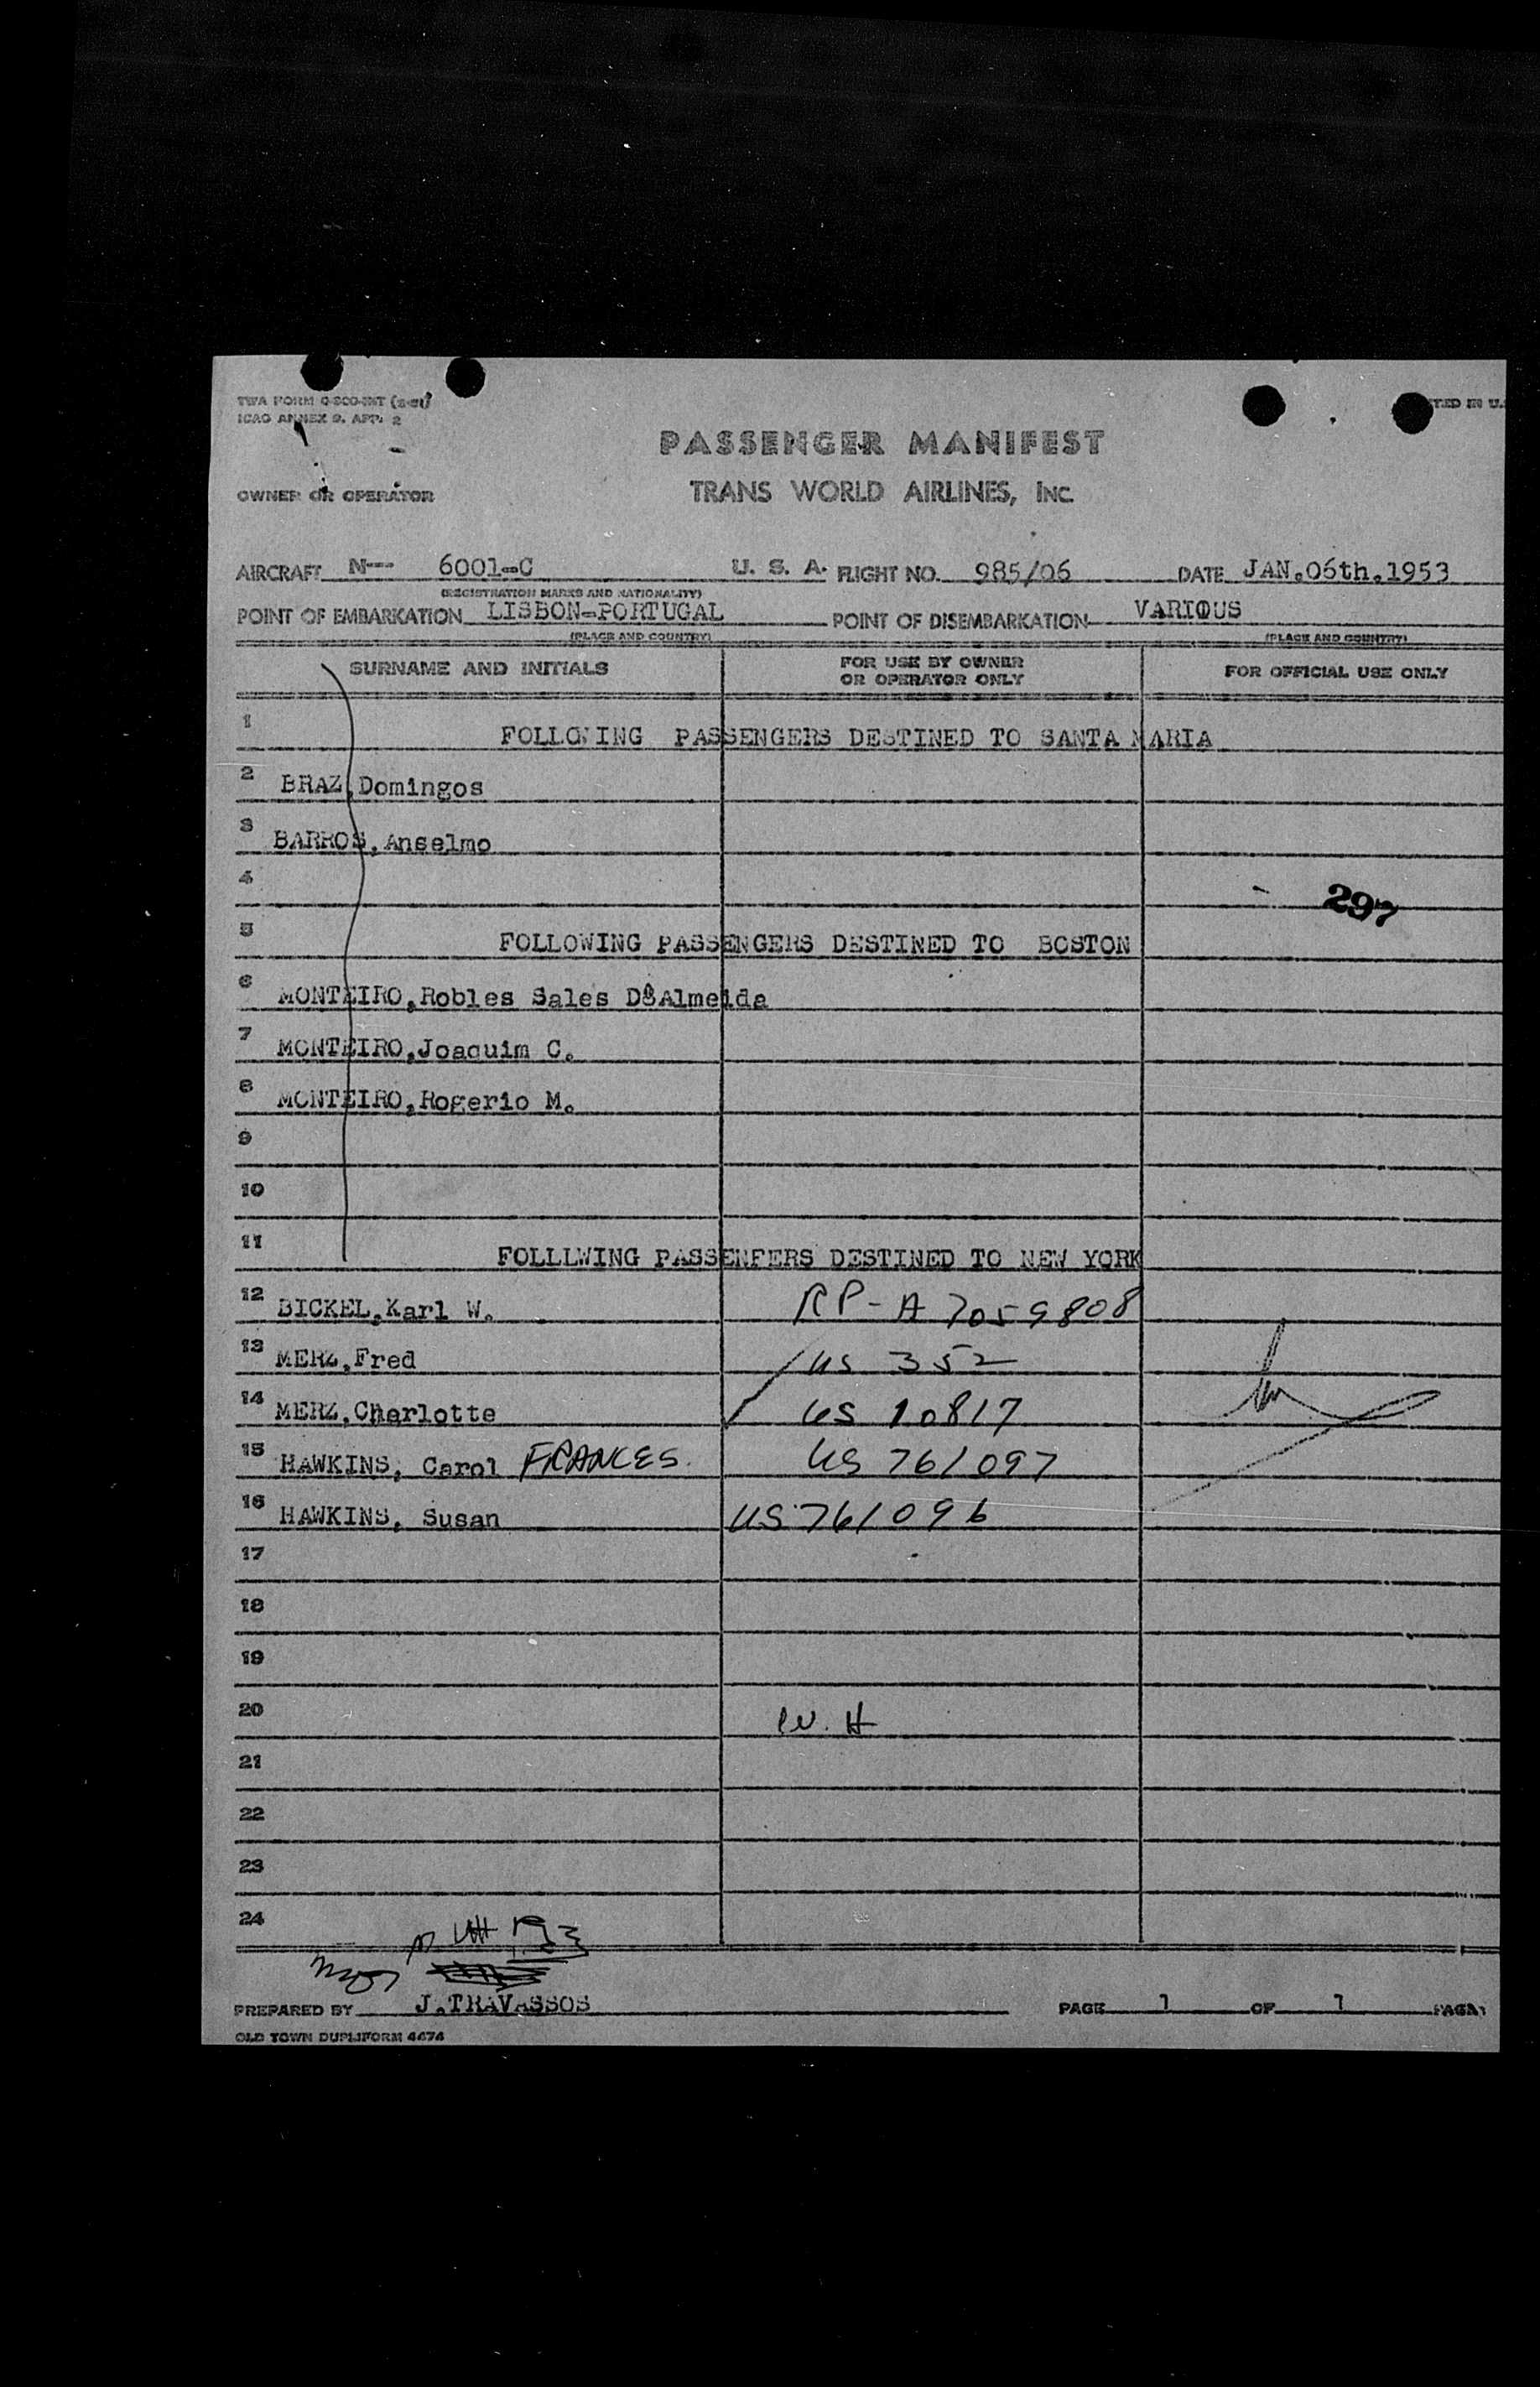 TWA FORM
ICAO ANNEX 9. APP. 2
TED IN U.
PASSENGER MANIFEST
OWNER OR OPERATOR
TRANS WORLD AIRLINES, INC.
AIRCRAFT N--- 6001-C U. S. A. FLIGHT NO. 985/06 DATE JAN.06th.1953
(REGISTRATION MARKS AND NATIONALITY)
POINT OF EMBARKATION LISBON-PORTUGAL POINT OF DISEMBARKATION VARIOUS
(PLACE AND COUNTRY) (PLACE AND COUNTRY)
SURNAME AND INITIALS FOR USE BY OWNER OR OPERATOR ONLY FOR OFFICIAL USE ONLY
1 FOLLOWING PASSENGERS DESTINED TO SANTA MARIA
2 BRAZ,Domingos
3 BARROS,Anselmo
4 297
5 FOLLOWING PASSENGERS DESTINED TO BOSTON
6 MONTEIRO,Robles Sales D'Almeida
7 MONTEIRO,Joaquim C.
8 MONTEIRO,Rogerio M.
9
10
11 FOLLLWING PASSENFERS DESTINED TO NEW YORK
12 BICKEL,Karl W. RP-A 7059808
13 MERZ,Fred US 352
14 MERZ,Charlotte US 10817
15 HAWKINS, Carol FRANCES. US 761097
16 HAWKINS, Susan US 761096
17
18
19
20 W. H
21
22
23
24
PREPARED BY J.TRAVASSOS PAGE 1 OF 1 PAGES
OLD TOWN DUPLIFORM 4674